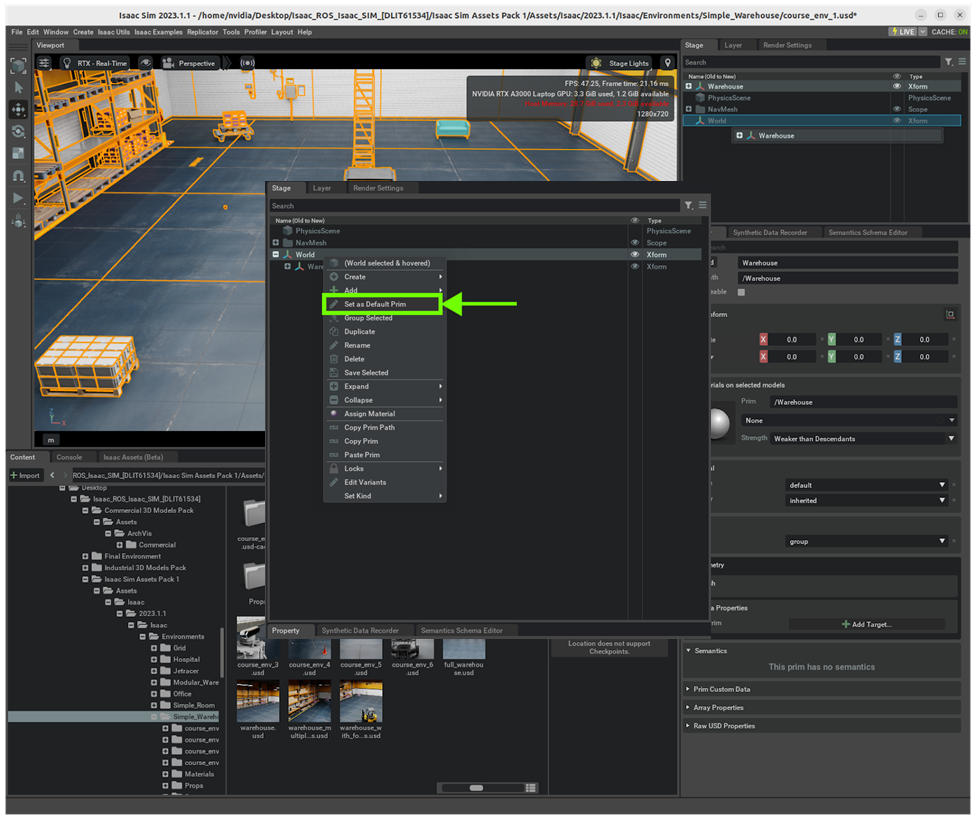 Isaac Sim 2023.1.1 - /home/nvidia/Desktop/Isaac_ROS_Isaac_SIM_[DLIT61534]/Isaac Sim Assets Pack 1/Assets/Isaac/2023.1.1/Isaac/Environments/Simple_Warehouse/course_env_1.usd*
File Edit Window Create Isaac Utils Isaac Examples Replicator Tools Profiler Layout Help
LIVE CACHE: ON
Viewport
RTX - Real-Time Perspective Stage Lights
FPS: 47.25, Frame time: 21.16 ms
NVIDIA RTX A3000 Laptop GPU: 3.3 GiB used, 1.2 GiB available
1280x720
Stage Layer Render Settings
Search
Name (Old to New) Type
Warehouse Xform
PhysicsScene PhysicsScene
NavMesh Scope
World Xform
Warehouse
Stage Layer Render Settings
Search
Name (Old to New) Type
PhysicsScene PhysicsScene
NavMesh Scope
World Xform
Ware Xform
(World selected & hovered)
Create
Add
Set as Default Prim
Group Selected
Duplicate
Rename
Delete
Save Selected
Expand
Collapse
Assign Material
Copy Prim Path
Copy Prim
Paste Prim
Locks
Edit Variants
Set Kind
Property Synthetic Data Recorder Semantics Schema Editor
Synthetic Data Recorder Semantics Schema Editor
Warehouse
/Warehouse
X 0.0 Y 0.0 Z 0.0
X 0.0 Y 0.0 Z 0.0
rials on selected models
Prim /Warehouse
None
Strength Weaker than Descendants
default
inherited
group
metry
a Properties
Add Target...
Semantics
This prim has no semantics
Prim Custom Data
Array Properties
Raw USD Properties
m
Content Console Isaac Assets (Beta)
Import ROS_Isaac_SIM_[DLIT61534]/Isaac Sim Assets Pack 1/Assets/
Desktop
Isaac_ROS_Isaac_SIM_[DLIT61534]
Commercial 3D Models Pack
Assets
ArchVis
Commercial
Final Environment
Industrial 3D Models Pack
Isaac Sim Assets Pack 1
Assets
Isaac
2023.1.1
Isaac
Environments
Grid
Hospital
Jetracer
Modular_Ware
Office
Simple_Room
Simple_Wareh
course_env
course_env
course_env
course_env
Materials
Props
course_en
.usd-ca
Prop
course_env_3
.usd
course_env_4
.usd
course_env_5
.usd
course_env_6
.usd
full_warehou
se.usd
warehouse.
usd
warehouse_m
ultipl...s.usd
warehouse_w
ith_fo...s.usd
Location does not support
Checkpoints.